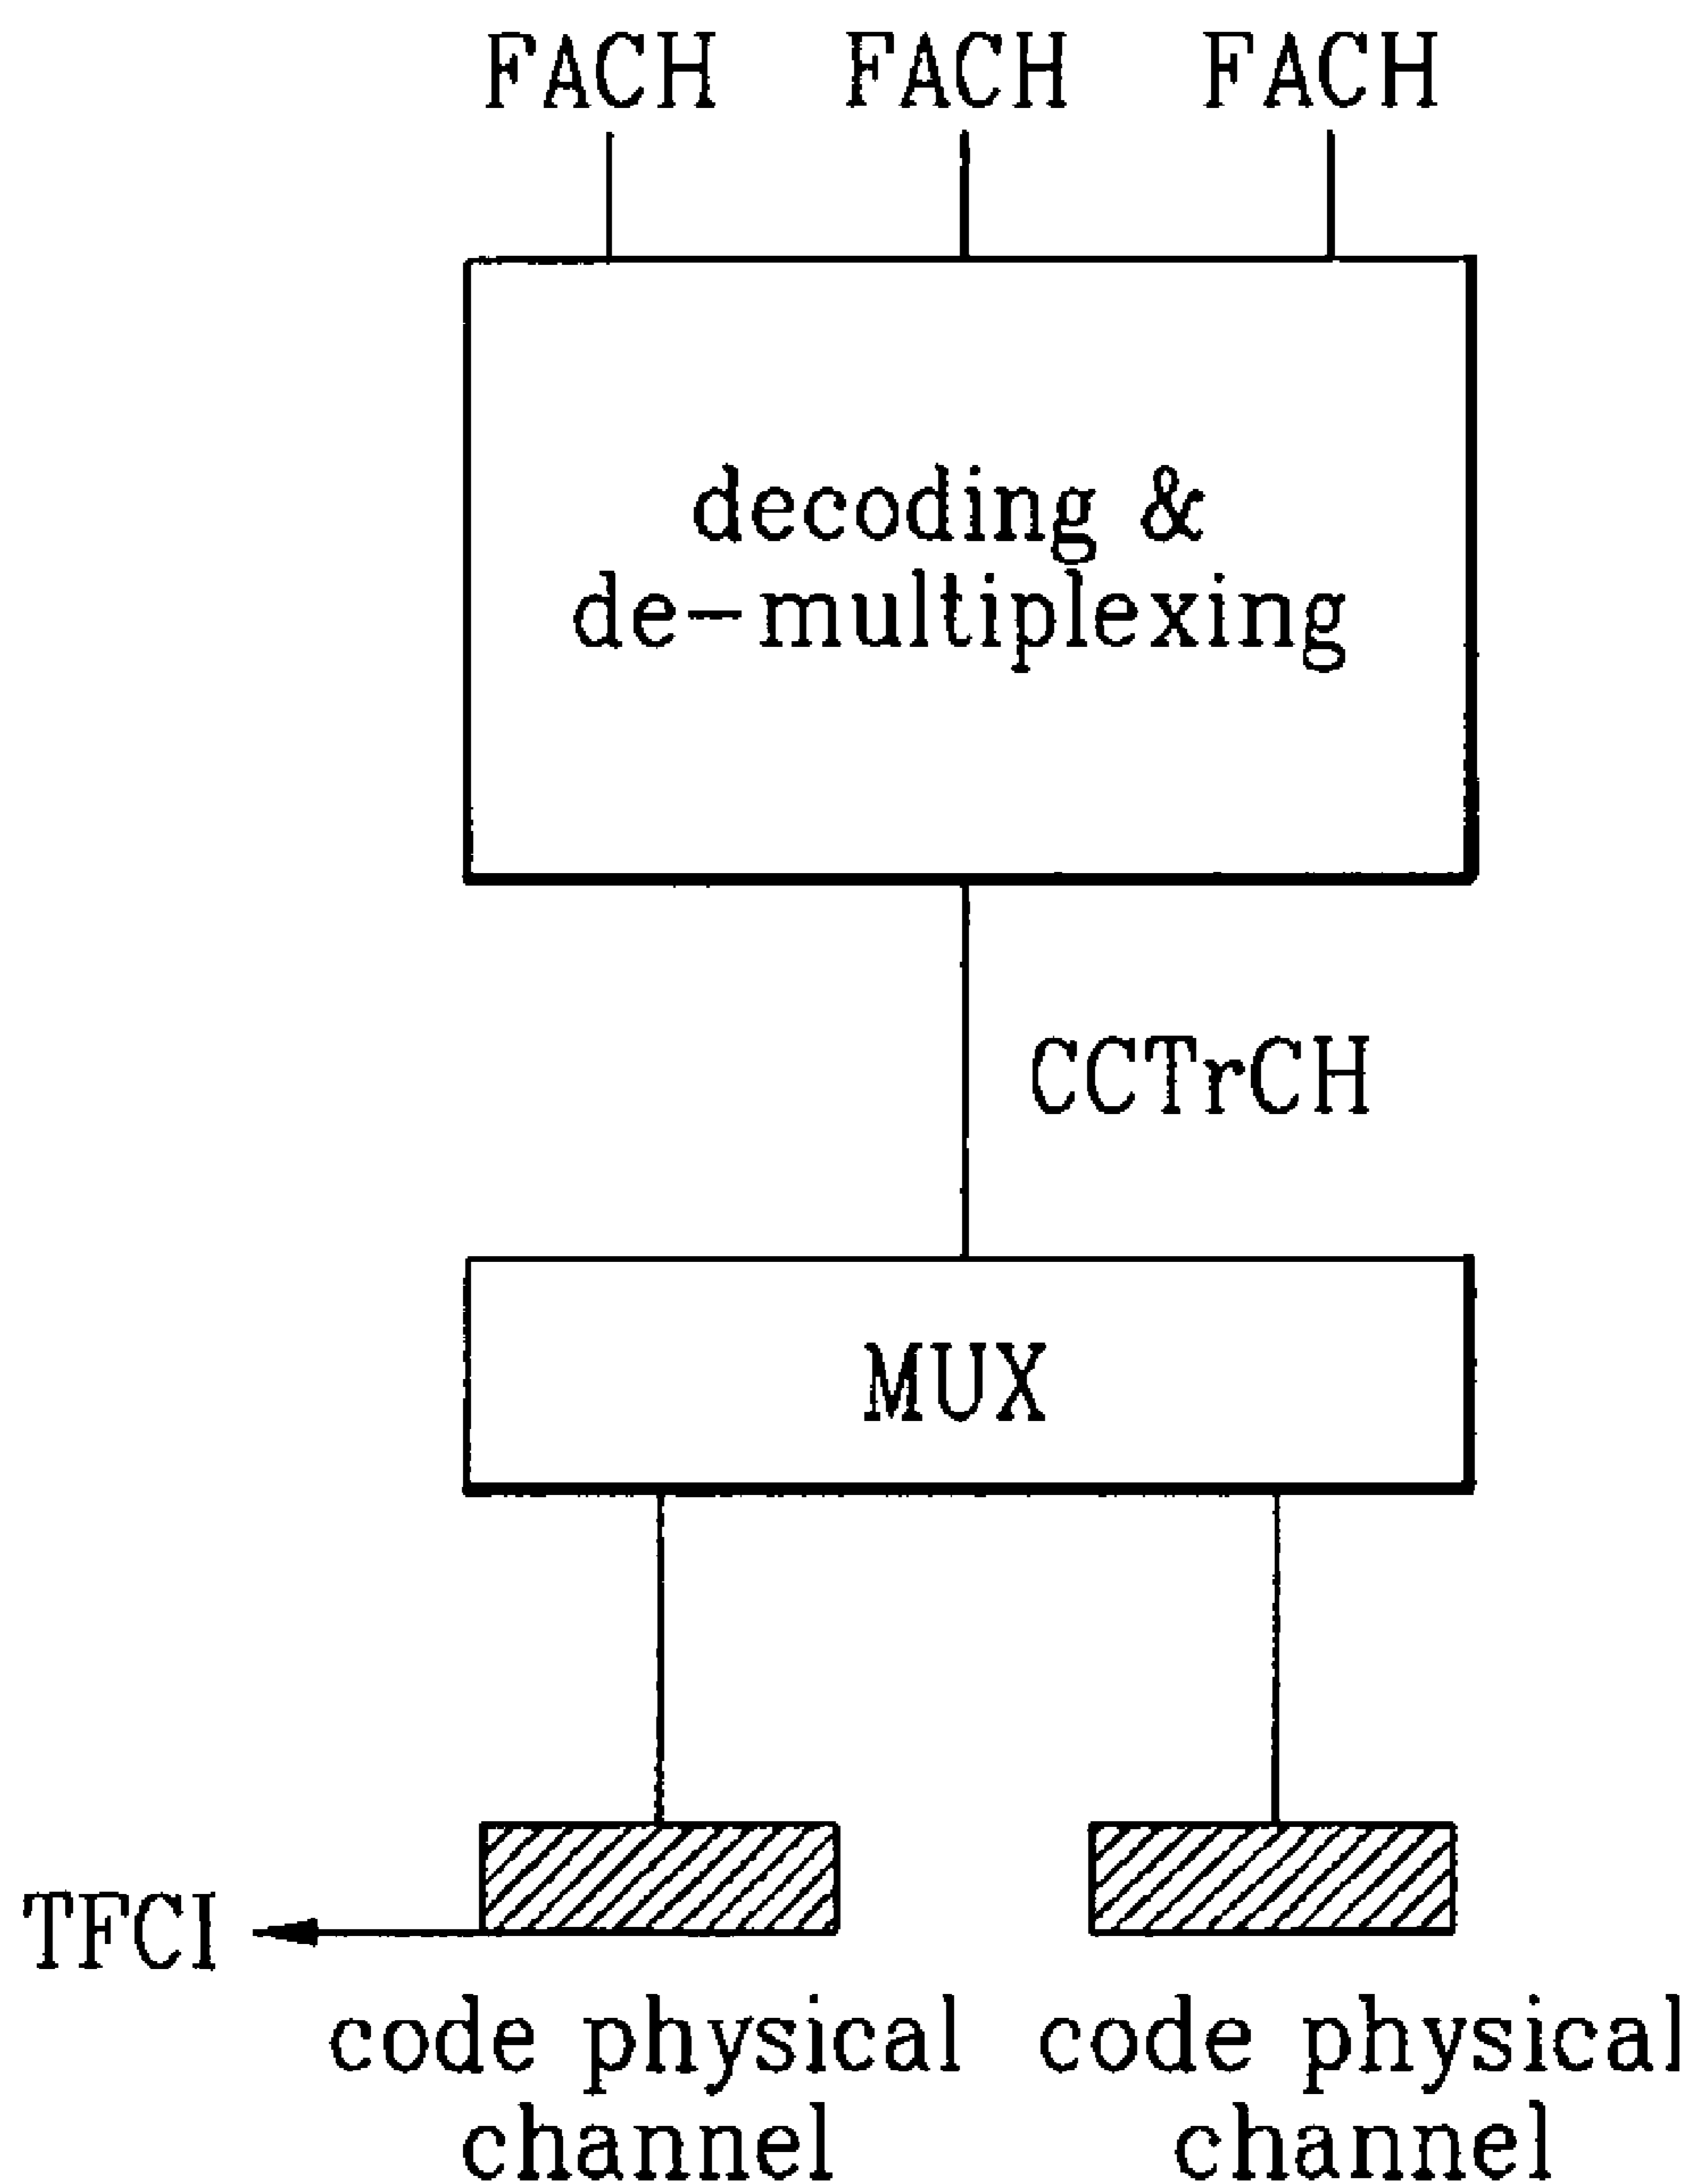 FACH FACH FACH
decoding &
de-multiplexing
CCTrCH
MUX
TFCI
code physical
channel
code physical
channel